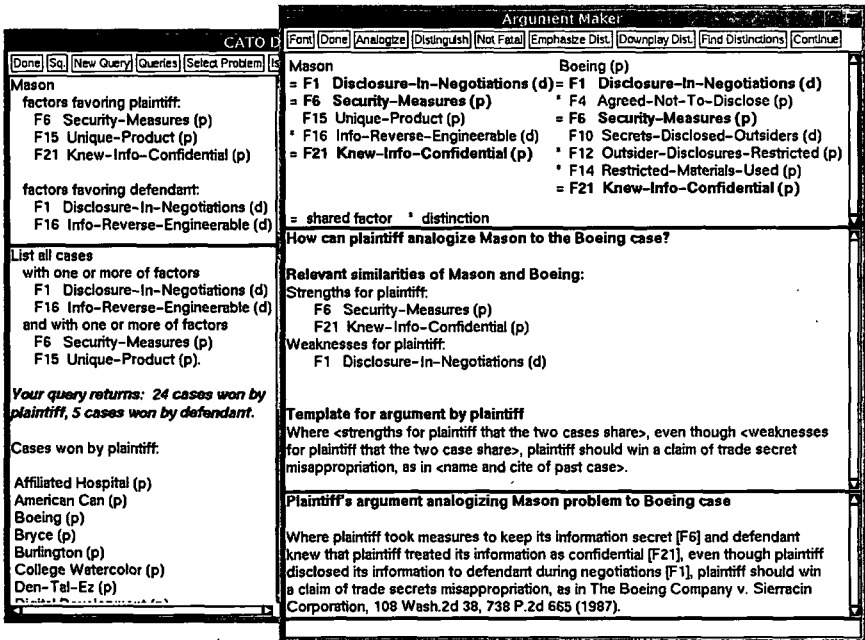 CATO D
Done Sq. New Query Queries Select Problem Is
Mason
factors favoring plaintiff:
F6 Security-Measures (p)
F15 Unique-Product (p)
F21 Knew-Info-Confidential (p)
factors favoring defendant:
F1 Disclosure-In-Negotiations (d)
F16 Info-Reverse-Engineerable (d)
List all cases
with one or more of factors
F1 Disclosure-In-Negotiations (d)
F16 Info-Reverse-Engineerable (d)
and with one or more of factors
F6 Security-Measures (p)
F15 Unique-Product (p).
Your query returns: 24 cases won by
plaintiff, 5 cases won by defendant.
Cases won by plaintiff:
Affiliated Hospital (p)
American Can (p)
Boeing (p)
Bryce (p)
Burlington (p)
College Watercolor (p)
Den-Tal-Ez (p)
Argument Maker
Font Done Analogize Distinguish Not Fatal Emphasize Dist. Downplay Dist. Find Distinctions Continue
Mason
= F1 Disclosure-In-Negotiations (d)
= F6 Security-Measures (p)
F15 Unique-Product (p)
* F16 Info-Reverse-Engineerable (d)
= F21 Knew-Info-Confidential (p)
Boeing (p)
= F1 Disclosure-In-Negotiations (d)
* F4 Agreed-Not-To-Disclose (p)
= F6 Security-Measures (p)
F10 Secrets-Disclosed-Outsiders (d)
* F12 Outsider-Disclosures-Restricted (p)
* F14 Restricted-Materials-Used (p)
= F21 Knew-Info-Confidential (p)
= shared factor * distinction
How can plaintiff analogize Mason to the Boeing case?
Relevant similarities of Mason and Boeing:
Strengths for plaintiff:
F6 Security-Measures (p)
F21 Knew-Info-Confidential (p)
Weaknesses for plaintiff:
F1 Disclosure-In-Negotiations (d)
Template for argument by plaintiff
Where <strengths for plaintiff that the two cases share>, even though <weaknesses
for plaintiff that the two case share>, plaintiff should win a claim of trade secret
misappropriation, as in <name and cite of past case>.
Plaintiff's argument analogizing Mason problem to Boeing case
Where plaintiff took measures to keep its information secret [F6] and defendant
knew that plaintiff treated its information as confidential [F21], even though plaintiff
disclosed its information to defendant during negotiations [F1], plaintiff should win
a claim of trade secrets misappropriation, as in The Boeing Company v. Sierracin
Corporation, 108 Wash.2d 38, 738 P.2d 665 (1987).